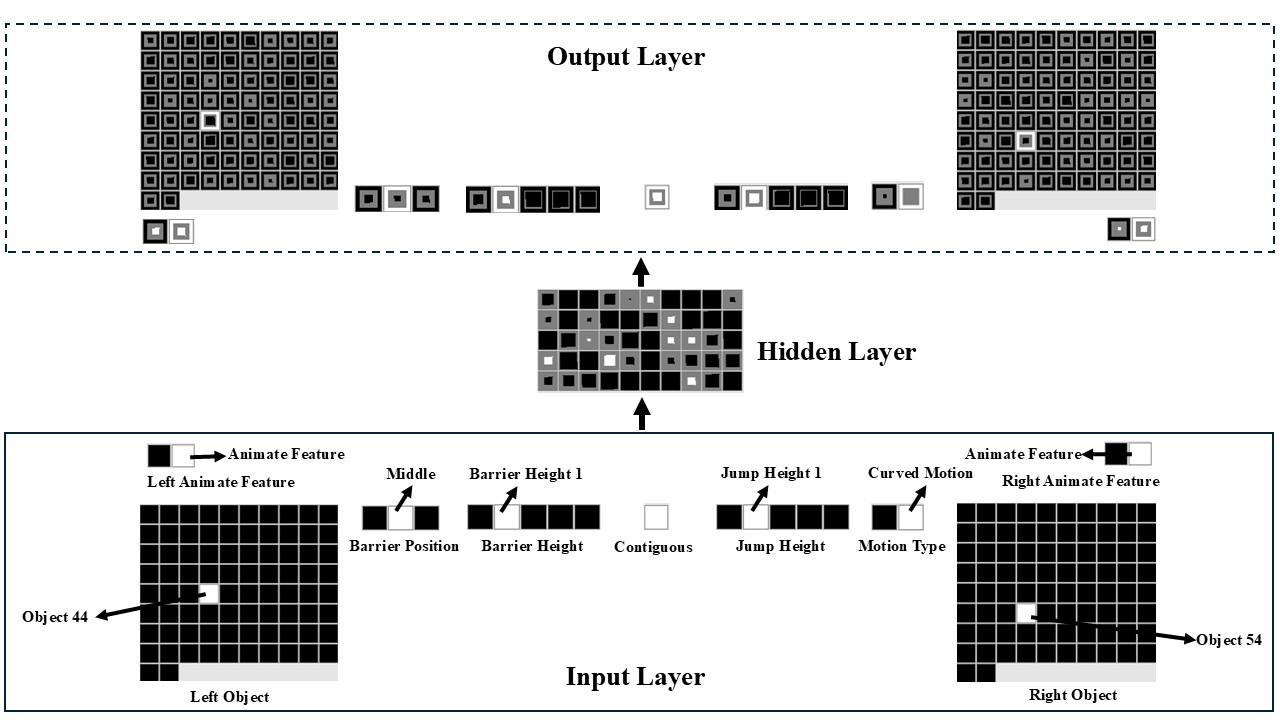 Output Layer
Hidden Layer
Animate Feature
Left Animate Feature
Middle
Barrier Height 1
Jump Height 1
Curved Motion
Animate Feature
Right Animate Feature
Barrier Position
Barrier Height
Contiguous
Jump Height
Motion Type
Object 44
Object 54
Input Layer
Left Object
Right Object